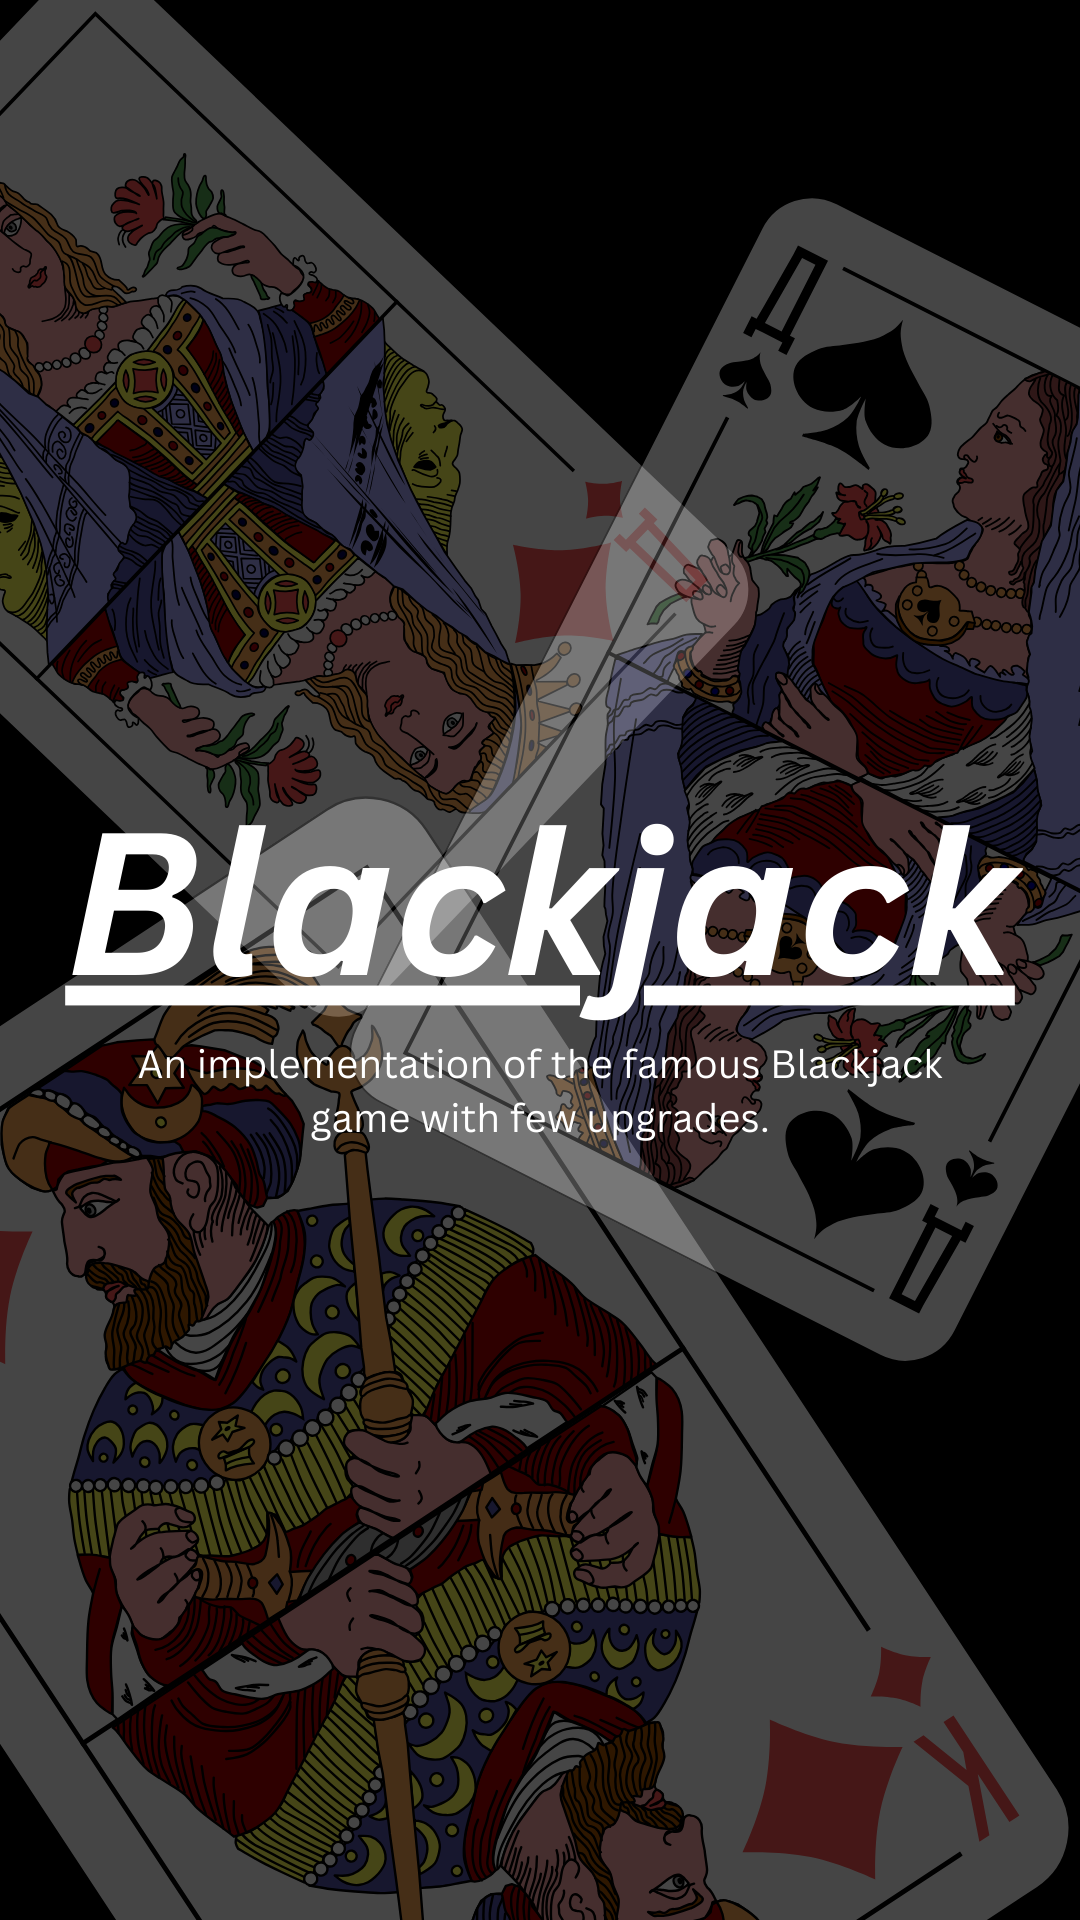 Д
Д
Blackjack
An implementation of the famous Blackjack
game with few upgrades.
Д
К